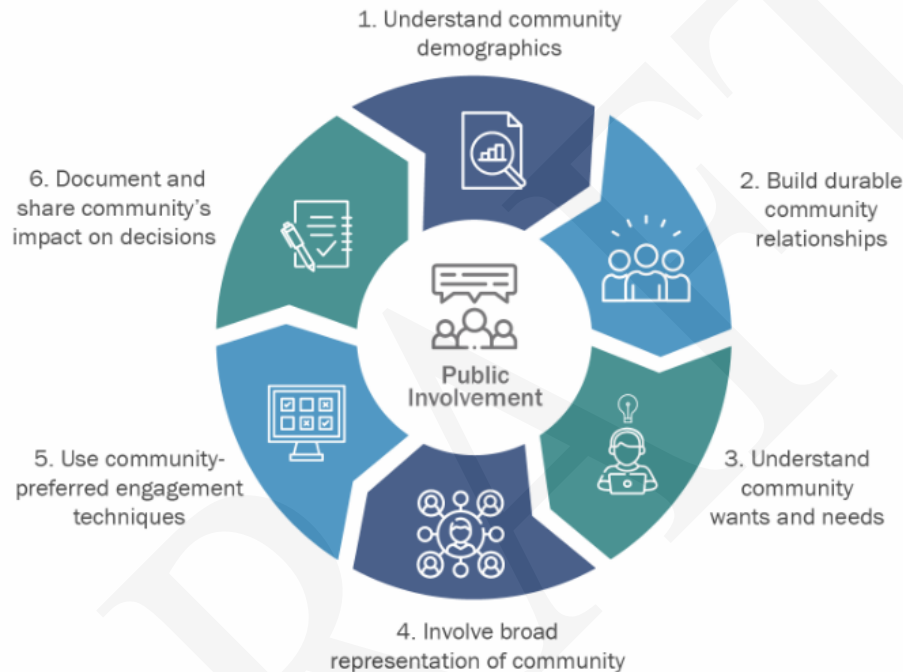 1. Understand community
demographics
2. Build durable
community
relationships
3. Understand
community
wants and needs
4. Involve broad
representation of community
5. Use community-
preferred engagement
techniques
6. Document and
share community's
impact on decisions
Public
Involvement
DRAFT